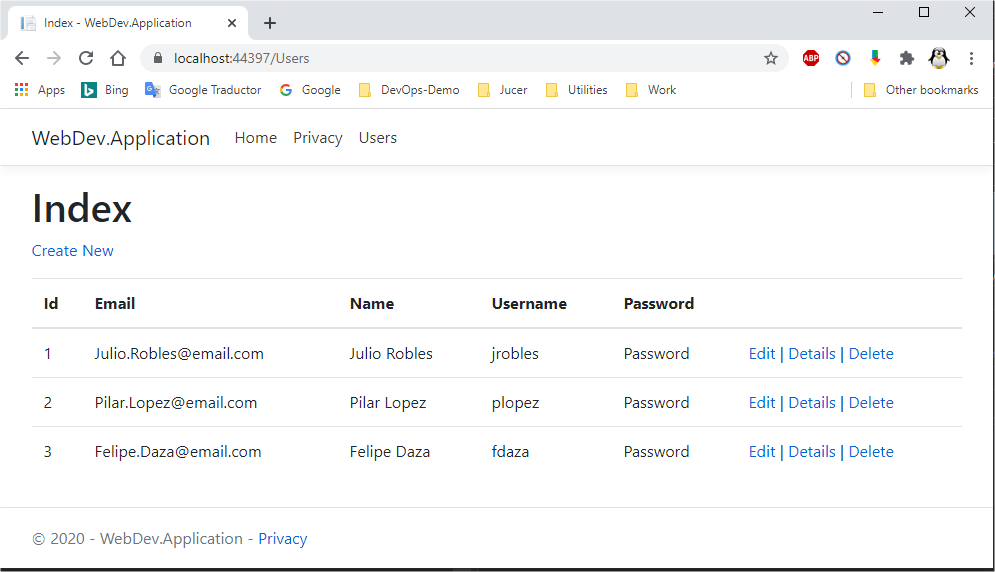 Index - WebDev.Application
localhost:44397/Users
ABP
Apps Bing Google Traductor Google DevOps-Demo Jucer Utilities Work Other bookmarks
WebDev.Application Home Privacy Users
Index
Create New
Id Email Name Username Password
1 Julio.Robles@email.com Julio Robles jrobles Password Edit | Details | Delete
2 Pilar.Lopez@email.com Pilar Lopez plopez Password Edit | Details | Delete
3 Felipe.Daza@email.com Felipe Daza fdaza Password Edit | Details | Delete
© 2020 - WebDev.Application - Privacy